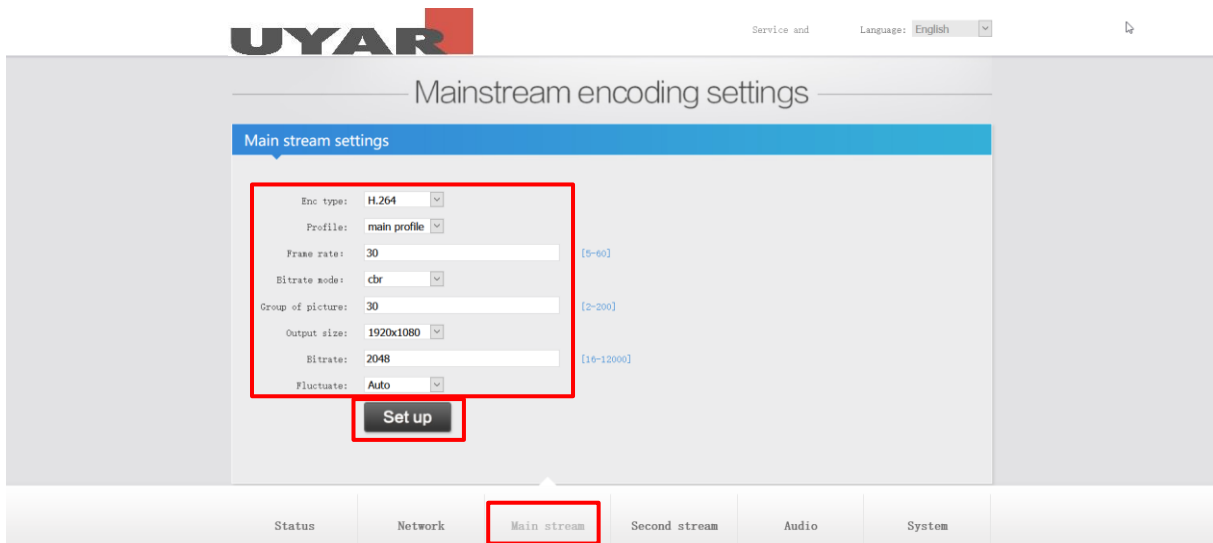 UYAR
Service and Language: English
Mainstream encoding settings
Main stream settings
Enc type: H.264
Profile: main profile
Frame rate: 30 [5-60]
Bitrate mode: cbr
Group of picture: 30 [2-200]
Output size: 1920x1080
Bitrate: 2048 [16-12000]
Fluctuate: Auto
Set up
Status Network Main stream Second stream Audio System